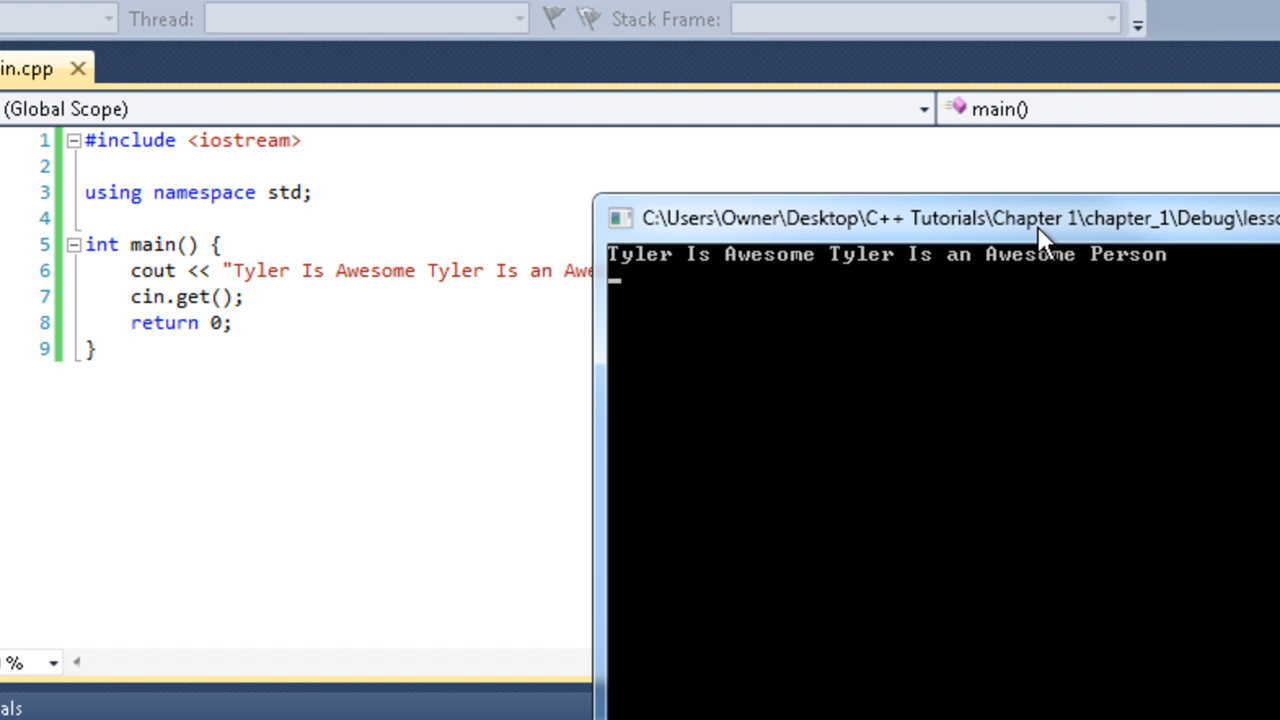 Thread:
Stack Frame:
in.cpp
(Global Scope)
main()
1 #include <iostream>
2
3 using namespace std;
4
5 int main() {
6 cout << "Tyler Is Awesome Tyler Is an Awe
7 cin.get();
8 return 0;
9 }
C:\Users\Owner\Desktop\C++ Tutorials\Chapter 1\chapter_1\Debug\lesso
Tyler Is Awesome Tyler Is an Awesome Person
%
als